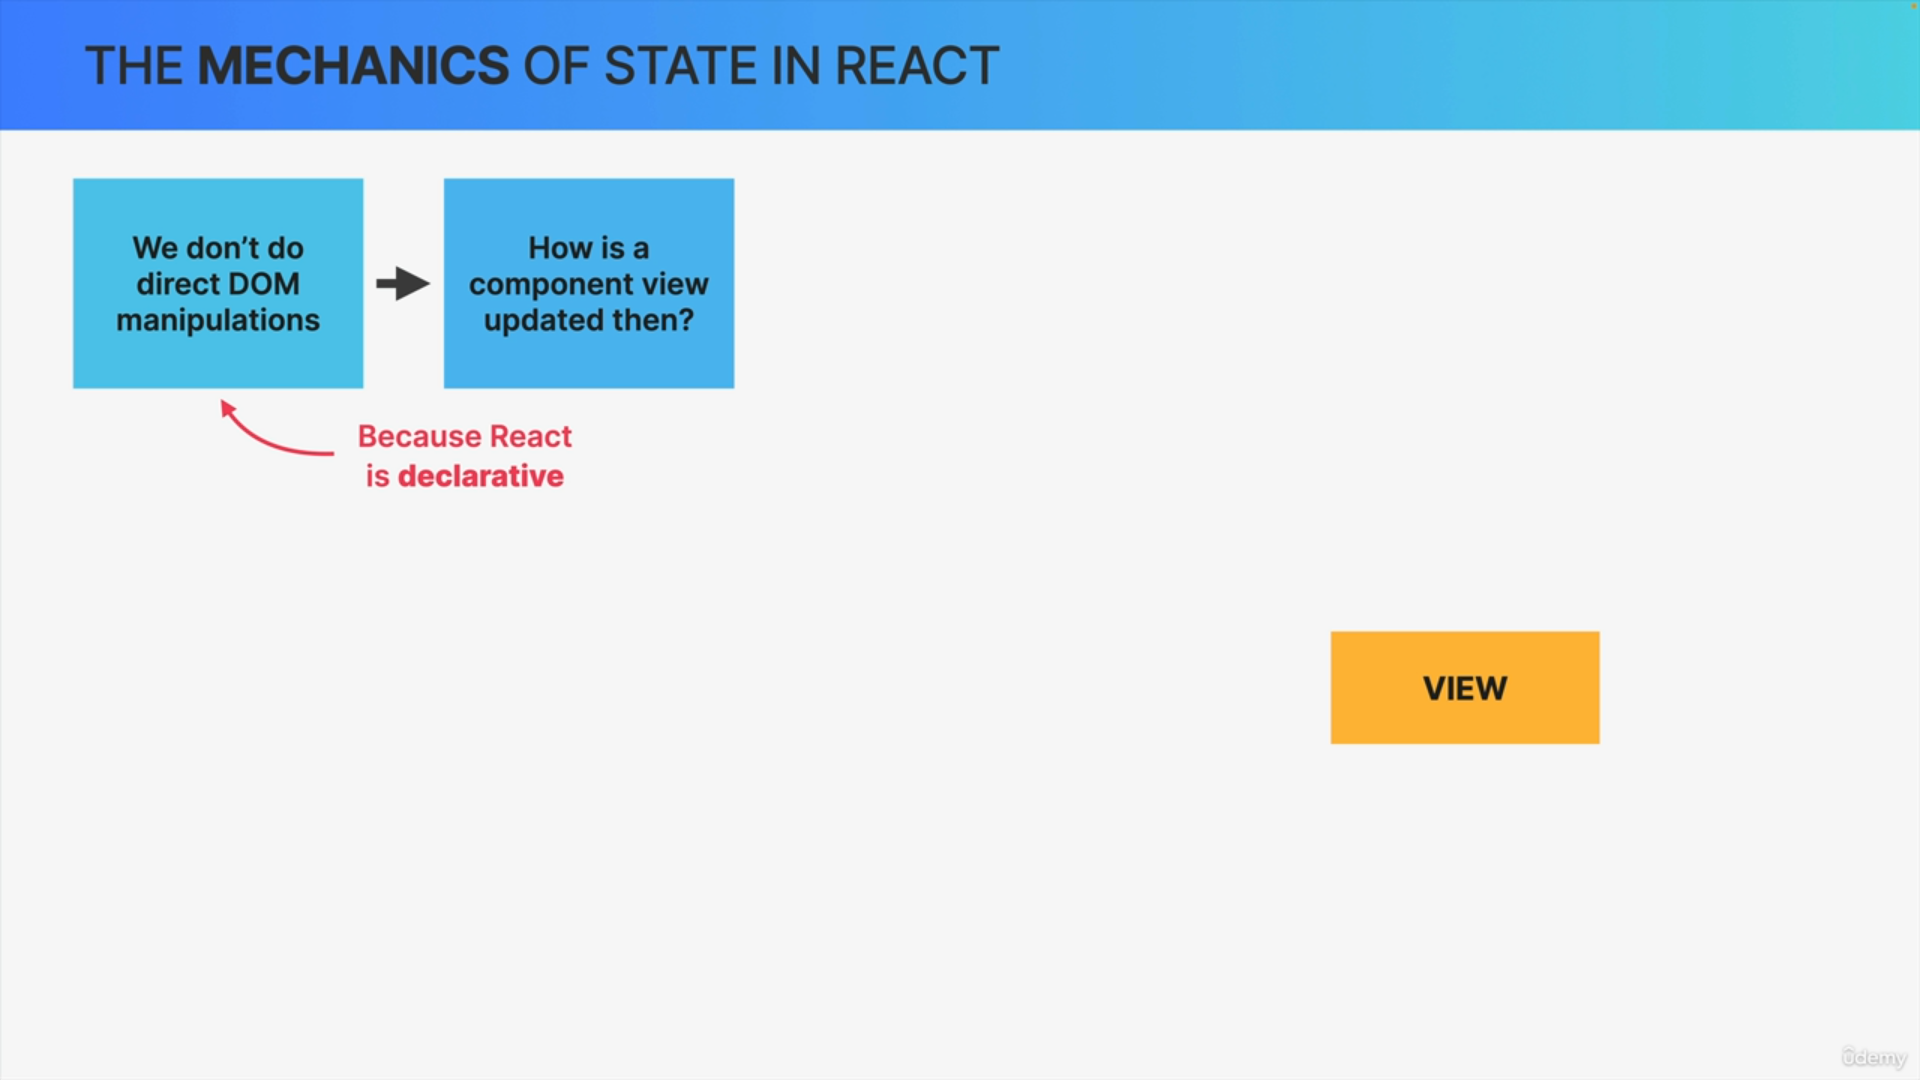 THE MECHANICS OF STATE IN REACT
We don’t do
direct DOM
manipulations
How is a
component view
updated then?
Because React
is declarative
VIEW
ûdemy